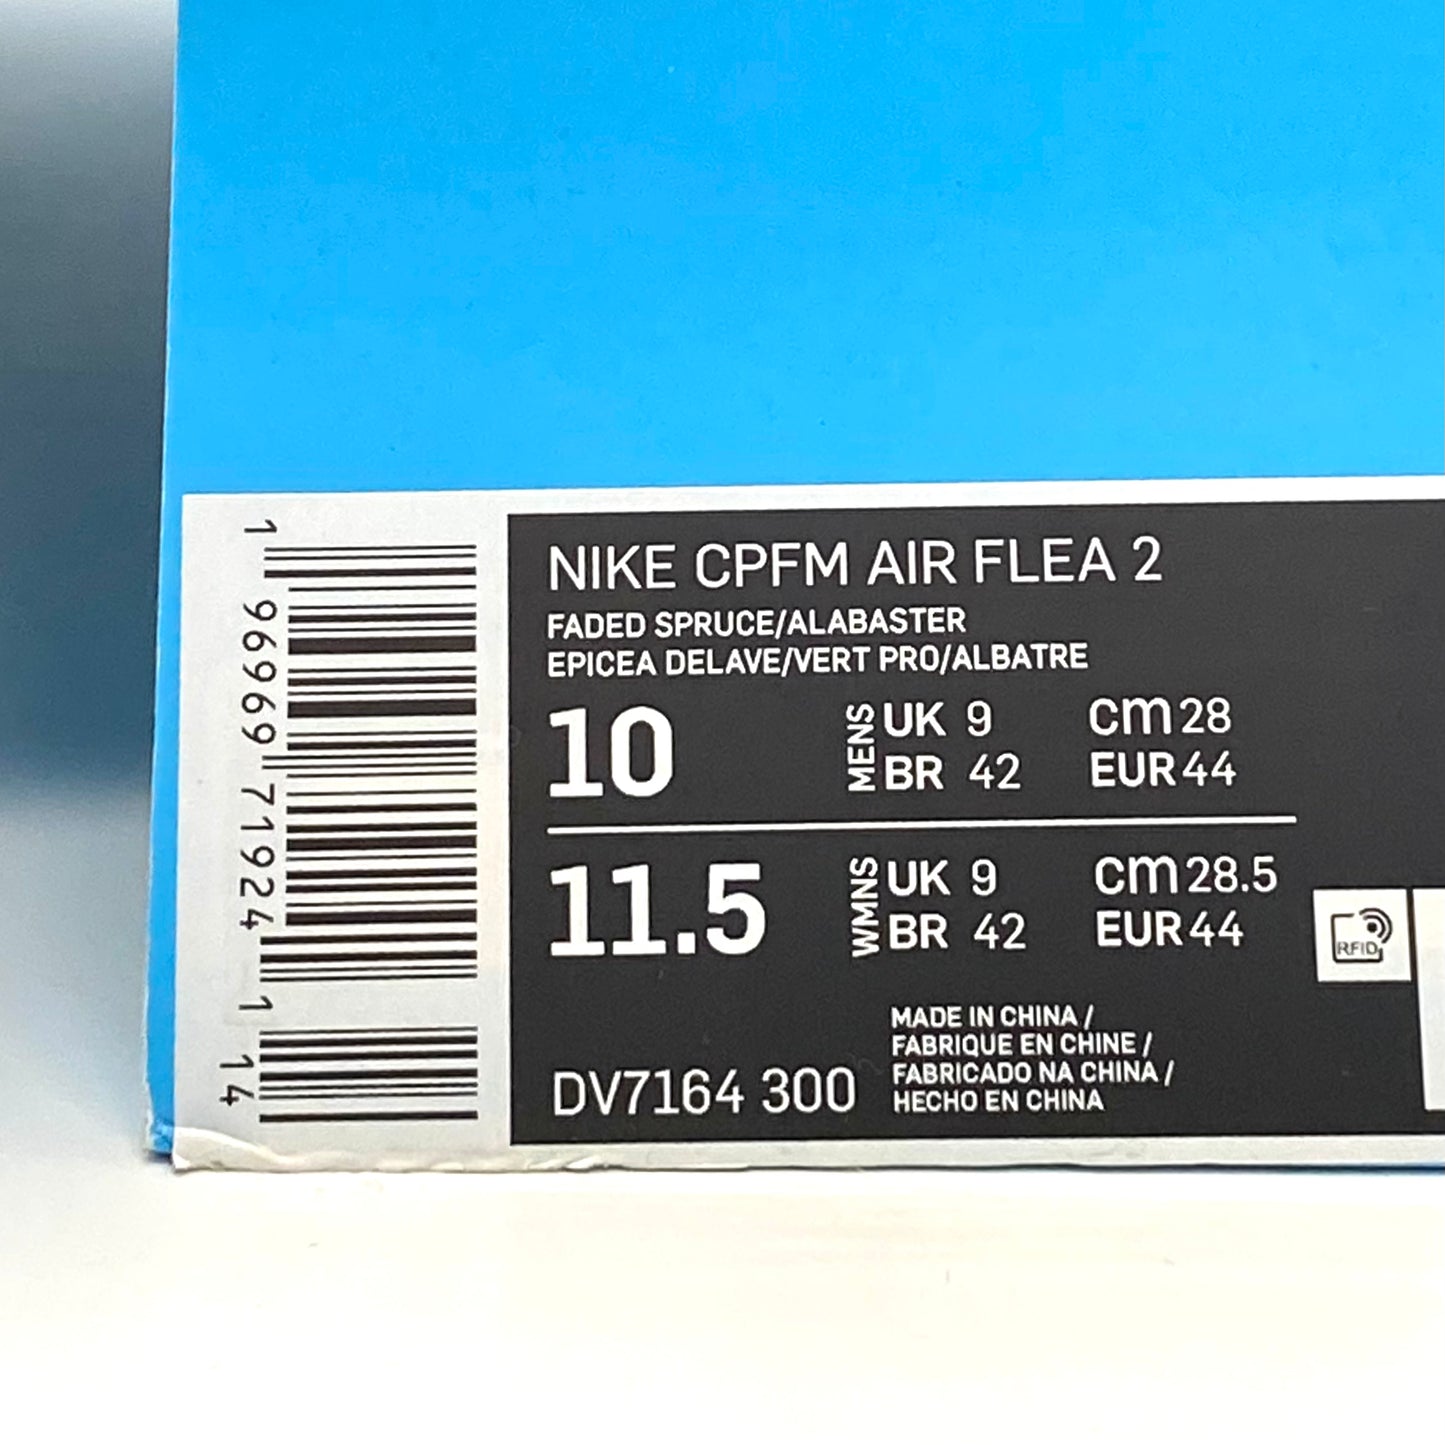 1 96969 71924 1
14
NIKE CPFM AIR FLEA 2
FADED SPRUCE/ALABASTER
EPICEA DELAVE/VERT PRO/ALBATRE
10 MENS UK 9 cm 28
BR 42 EUR 44
11.5 WMNS UK 9 cm 28.5
BR 42 EUR 44
RFID
MADE IN CHINA /
FABRIQUE EN CHINE /
FABRICADO NA CHINA /
HECHO EN CHINA
DV7164 300